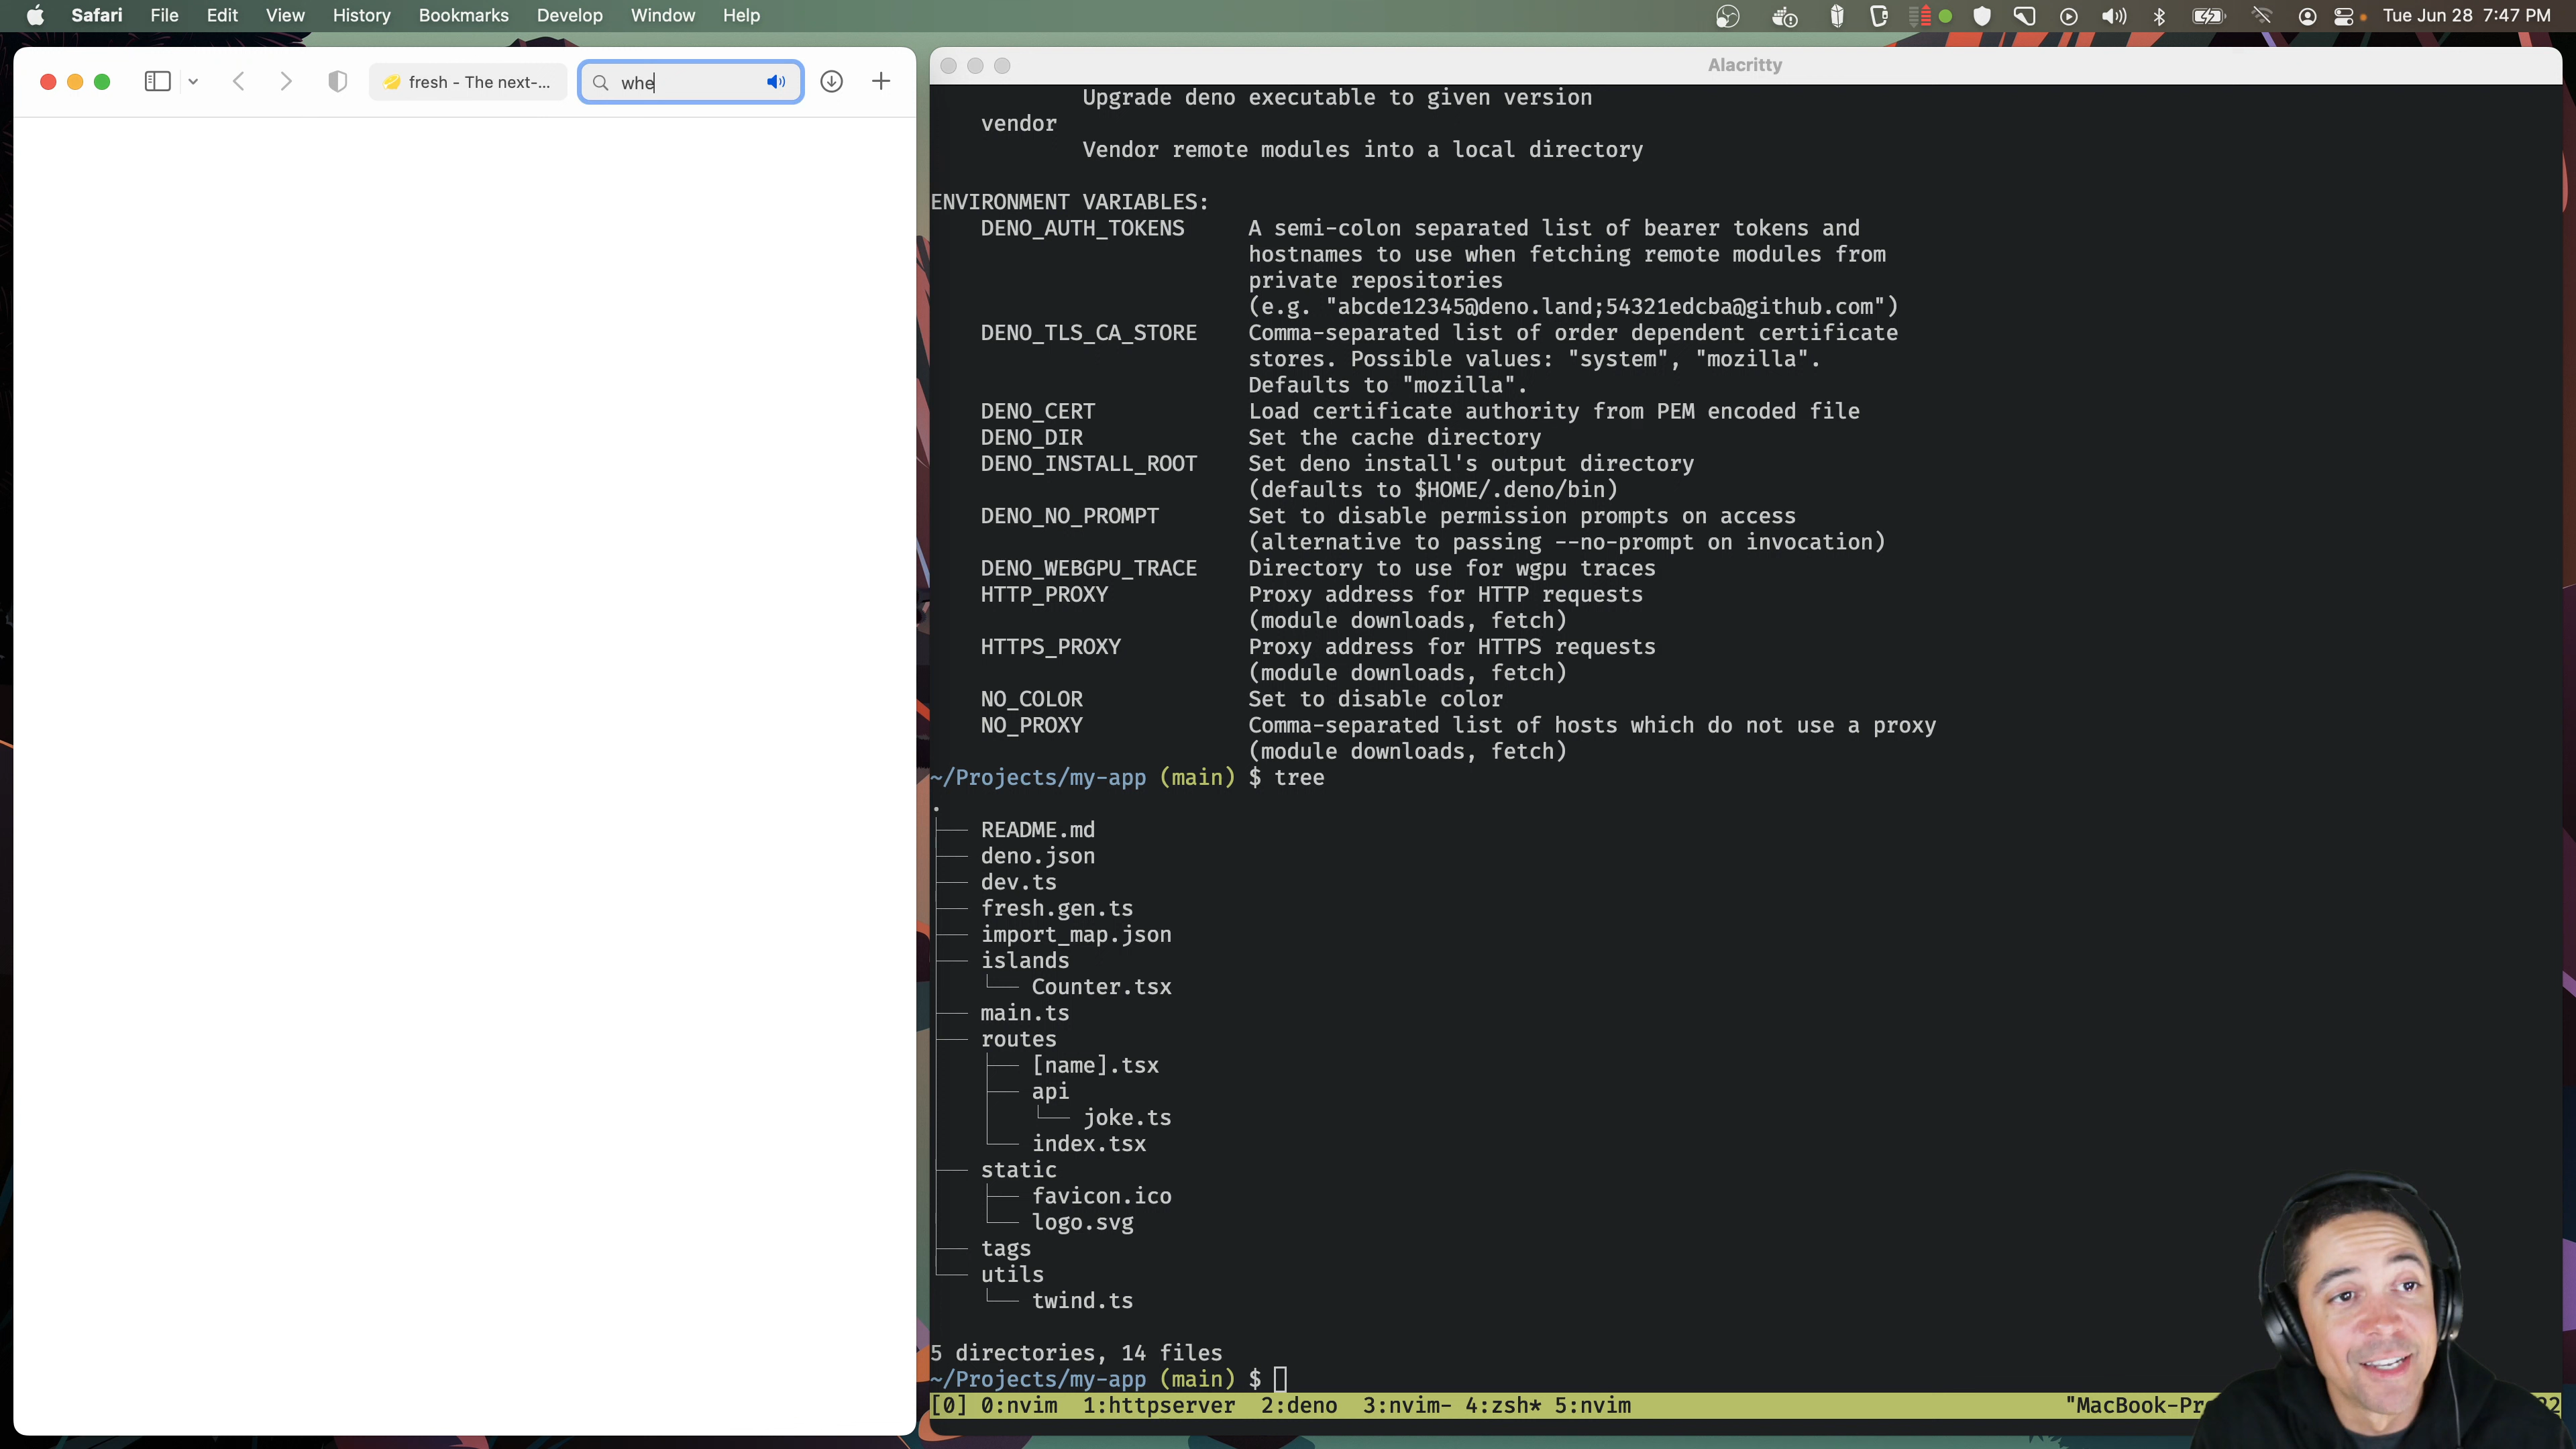 Safari File Edit View History Bookmarks Develop Window Help Tue Jun 28 7:47 PM
fresh - The next-... whe
Alacritty
Upgrade deno executable to given version
vendor
Vendor remote modules into a local directory
ENVIRONMENT VARIABLES:
DENO_AUTH_TOKENS A semi-colon separated list of bearer tokens and
hostnames to use when fetching remote modules from
private repositories
(e.g. "abcde12345@deno.land;54321edcba@github.com")
DENO_TLS_CA_STORE Comma-separated list of order dependent certificate
stores. Possible values: "system", "mozilla".
Defaults to "mozilla".
DENO_CERT Load certificate authority from PEM encoded file
DENO_DIR Set the cache directory
DENO_INSTALL_ROOT Set deno install's output directory
(defaults to $HOME/.deno/bin)
DENO_NO_PROMPT Set to disable permission prompts on access
(alternative to passing --no-prompt on invocation)
DENO_WEBGPU_TRACE Directory to use for wgpu traces
HTTP_PROXY Proxy address for HTTP requests
(module downloads, fetch)
HTTPS_PROXY Proxy address for HTTPS requests
(module downloads, fetch)
NO_COLOR Set to disable color
NO_PROXY Comma-separated list of hosts which do not use a proxy
(module downloads, fetch)
~/Projects/my-app (main) $ tree
.
├── README.md
├── deno.json
├── dev.ts
├── fresh.gen.ts
├── import_map.json
├── islands
│   └── Counter.tsx
├── main.ts
├── routes
│   ├── [name].tsx
│   ├── api
│   │   └── joke.ts
│   └── index.tsx
├── static
│   ├── favicon.ico
│   └── logo.svg
├── tags
└── utils
    └── twind.ts
5 directories, 14 files
~/Projects/my-app (main) $
[0] 0:nvim 1:httpserver 2:deno 3:nvim- 4:zsh* 5:nvim